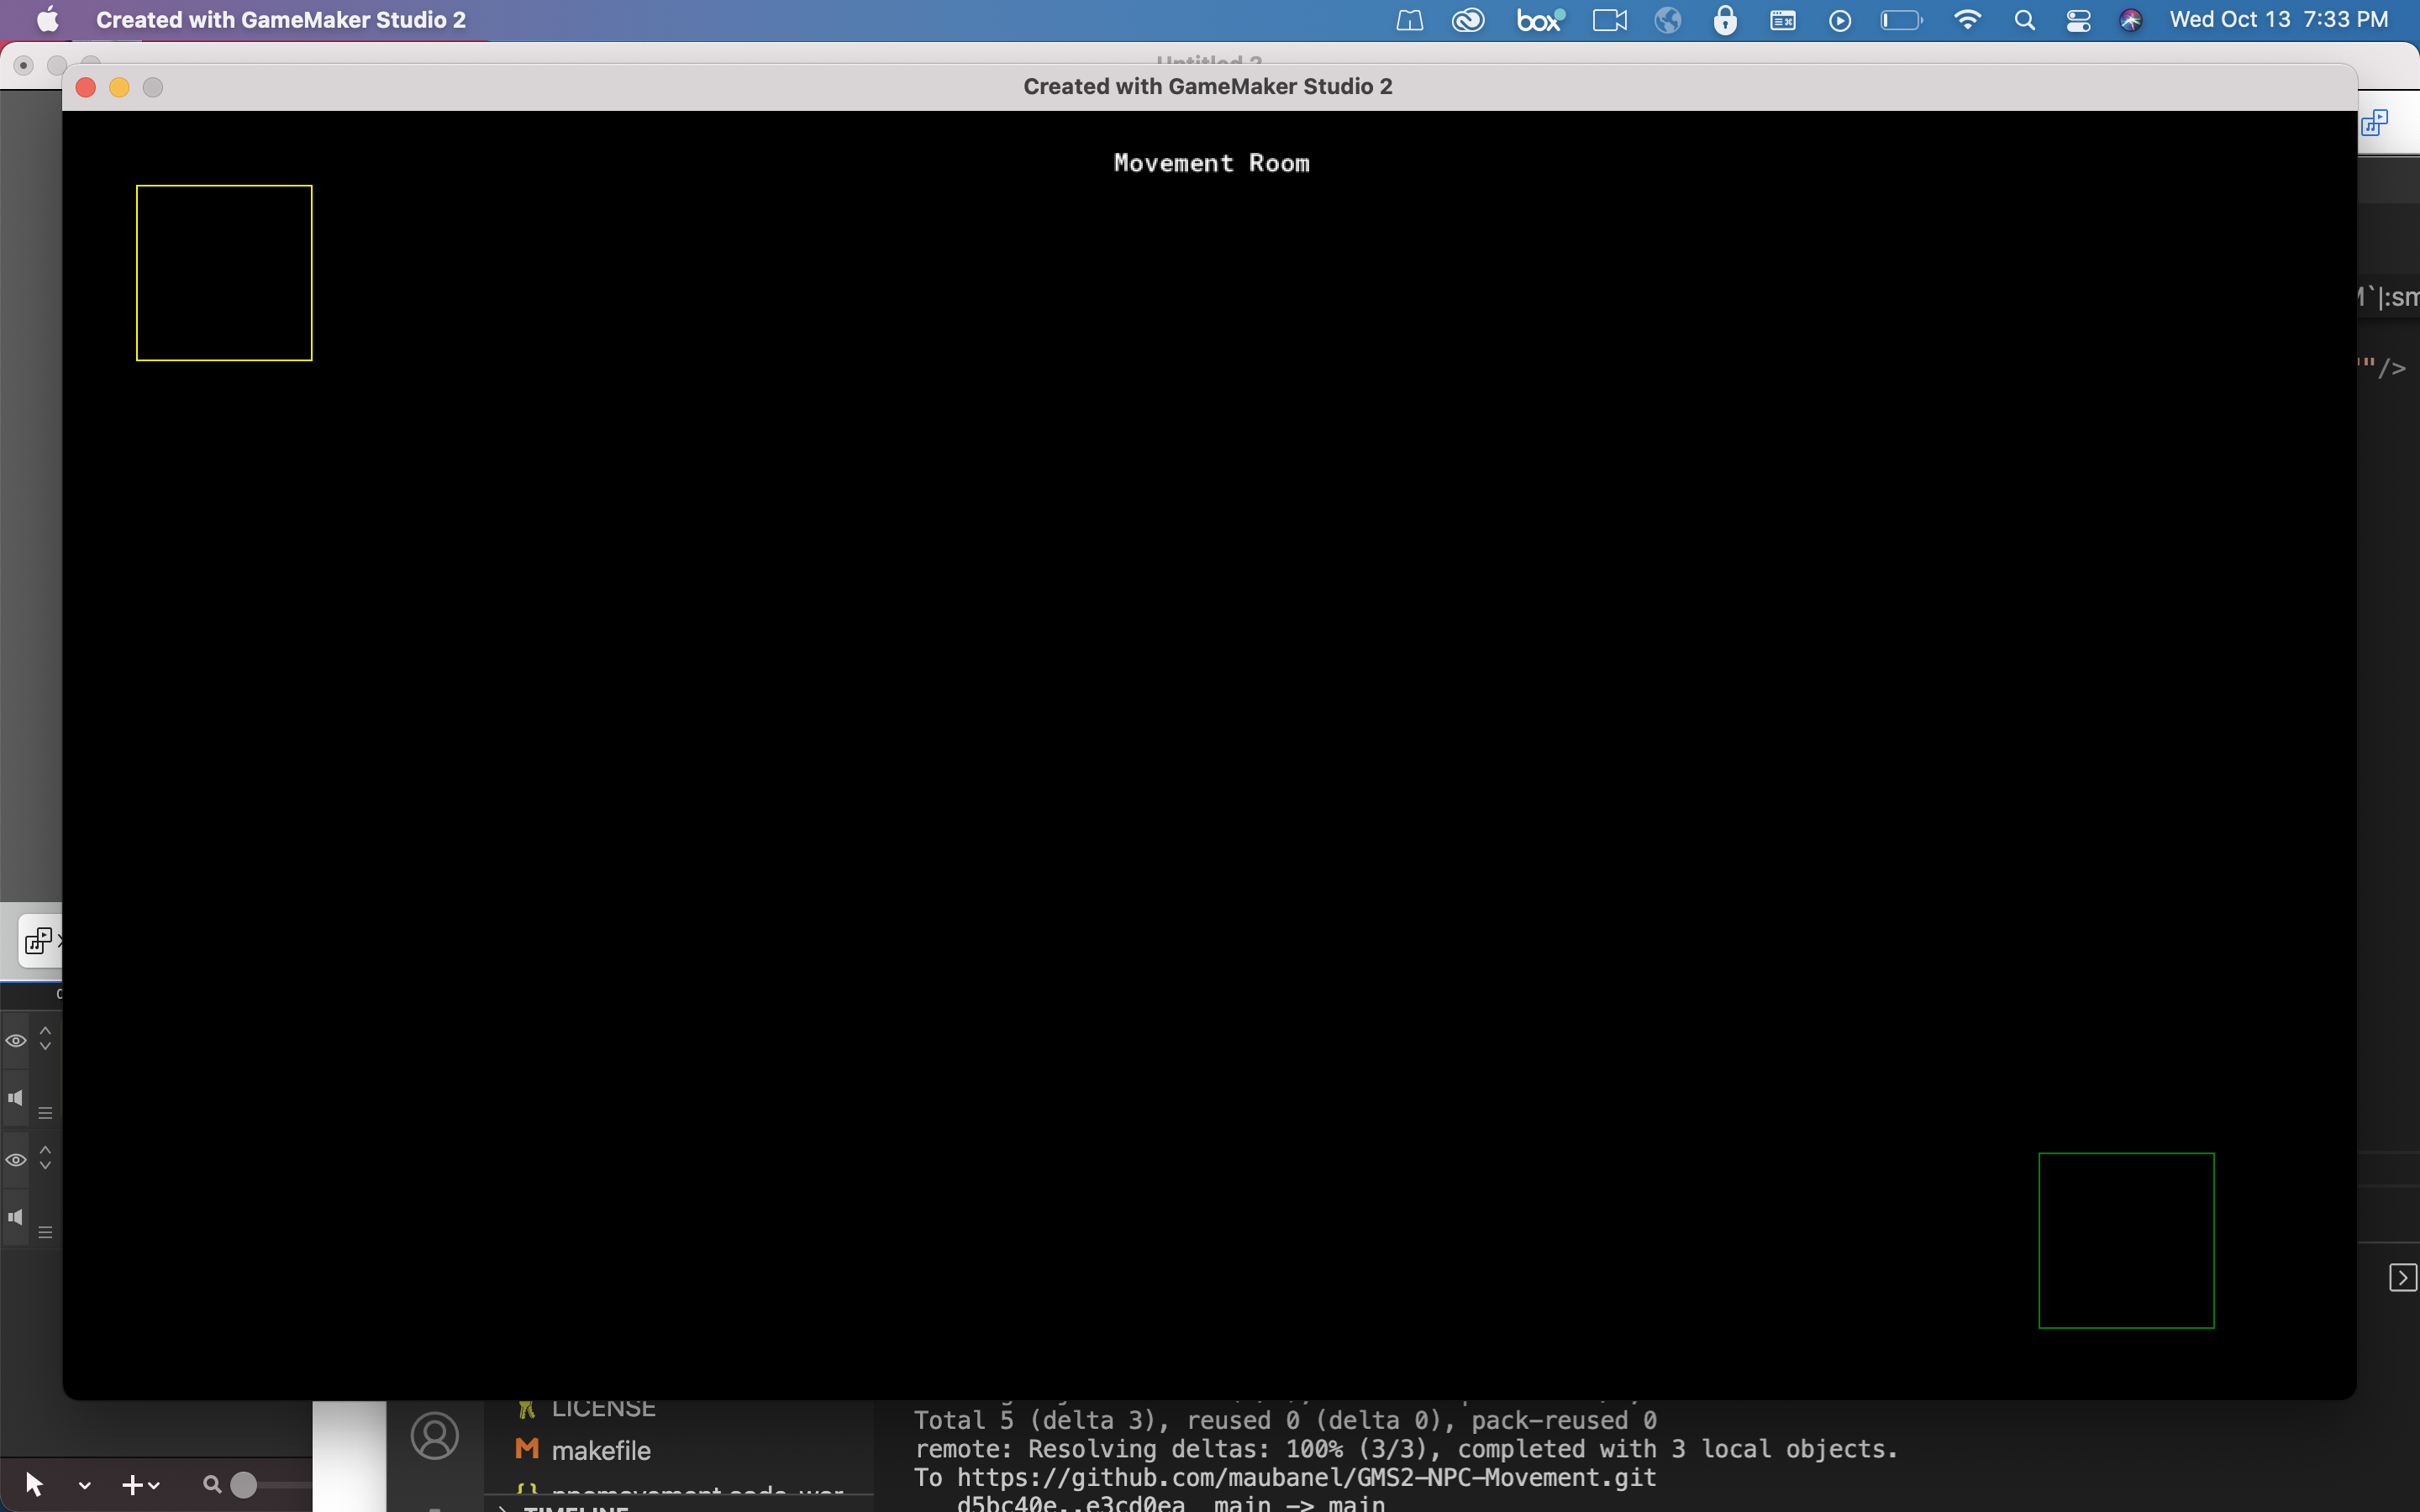 Created with GameMaker Studio 2
box
Wed Oct 13 7:33 PM
Untitled 2
Created with GameMaker Studio 2
Movement Room
`|:sm
"/>
LICENSE
Total 5 (delta 3), reused 0 (delta 0), pack-reused 0
makefile
remote: Resolving deltas: 100% (3/3), completed with 3 local objects.
To https://github.com/maubanel/GMS2-NPC-Movement.git
TIMELINE
d5bc40e..e3cd0ea main -> main